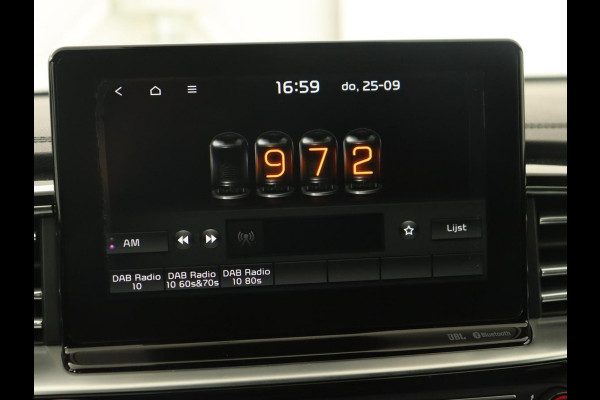 16:59 do, 25-09
972
AM
Lijst
DAB Radio
10
DAB Radio
10 60s&70s
DAB Radio
10 80s
JBL Bluetooth